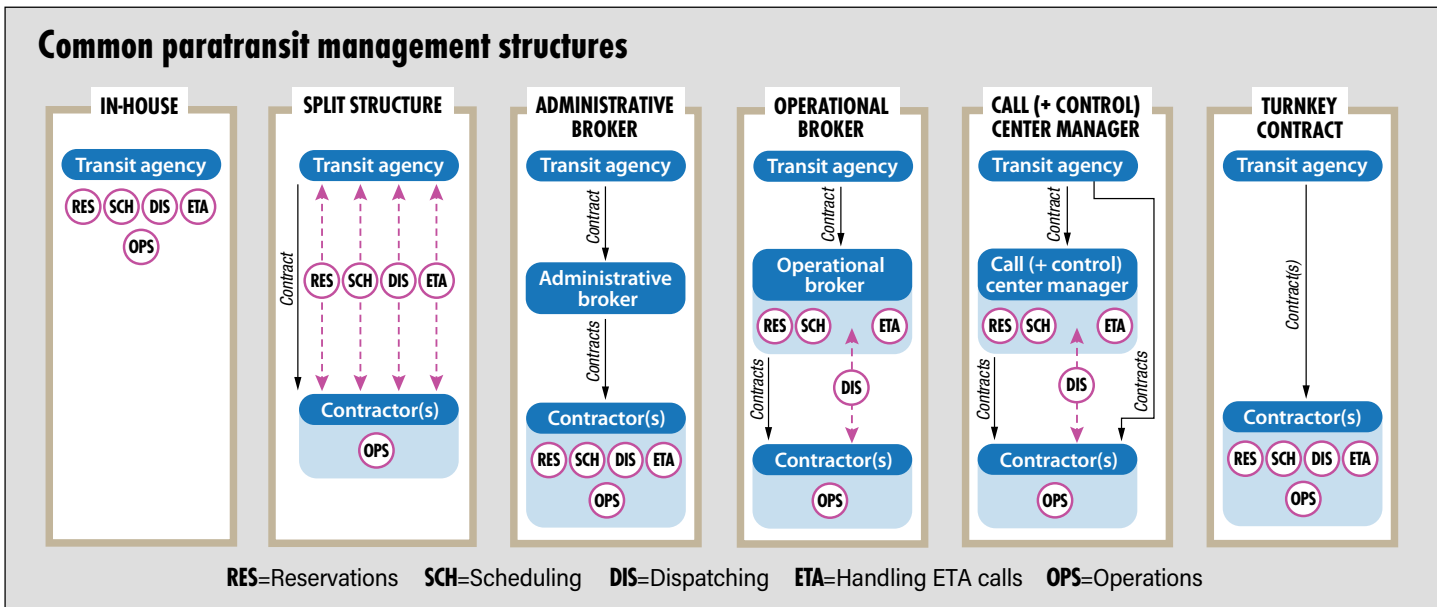 Common paratransit management structures
IN-HOUSE
Transit agency
RES SCH DIS ETA
OPS
SPLIT STRUCTURE
Transit agency
Contract
RES SCH DIS ETA
Contractor(s)
OPS
ADMINISTRATIVE
BROKER
Transit agency
Contract
Administrative
broker
Contracts
Contractor(s)
RES SCH DIS ETA
OPS
OPERATIONAL
BROKER
Transit agency
Contract
Operational
broker
RES SCH ETA
Contracts
DIS
Contractor(s)
OPS
CALL (+ CONTROL)
CENTER MANAGER
Transit agency
Contract
Call (+ control)
center manager
RES SCH ETA
Contracts
DIS
Contracts
Contractor(s)
OPS
TURNKEY
CONTRACT
Transit agency
Contract(s)
Contractor(s)
RES SCH DIS ETA
OPS
RES=Reservations SCH=Scheduling DIS=Dispatching ETA=Handling ETA calls OPS=Operations